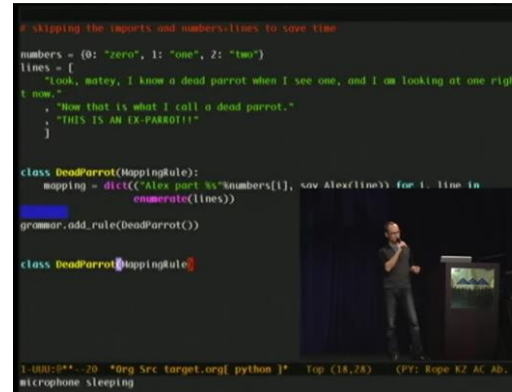 # skipping the imports and numbers+lines to save time
numbers = {0: "zero", 1: "one", 2: "two"}
lines = [
"Look, matey, I know a dead parrot when I see one, and I am looking at one righ
t now."
, "Now that is what I call a dead parrot."
, "THIS IS AN EX-PARROT!!"
]
class DeadParrot(MappingRule):
mapping = dict(("Alex part %s"%numbers[i], say_Alex(line)) for i, line in
enumerate(lines))
grammar.add_rule(DeadParrot())
class DeadParrot(MappingRule)
1-UUU:@**--20 *Org Src target.org[ python ]* Top (18,28) (PY: Rope KZ AC Ab.
microphone sleeping